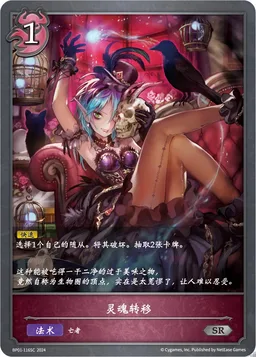 1
快速
选择1个自己的随从。将其破坏。抽取2张卡牌。
这种能被吃得一干二净的过于美味之物，
竟然自称为生物圈的顶点，实在是太荒谬了，让人难以忍受。
灵魂转移
法术 亡者
SR
BP01-116SC 2024
© Cygames, Inc. Published by NetEase Games